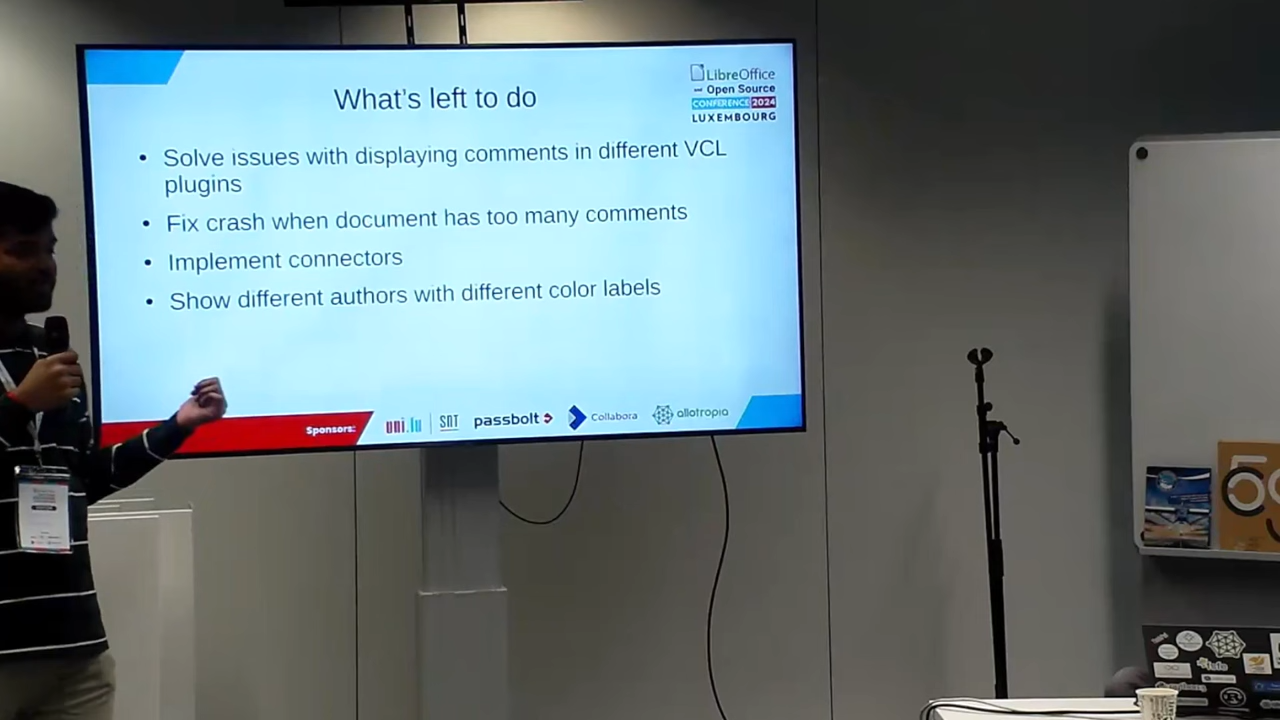 What's left to do
LibreOffice
Open Source
CONFERENCE 2024
LUXEMBOURG
• Solve issues with displaying comments in different VCL
plugins
• Fix crash when document has too many comments
• Implement connectors
• Show different authors with different color labels
Sponsors:
uni.lu
SNT
passbolt
Collabora
allotropia